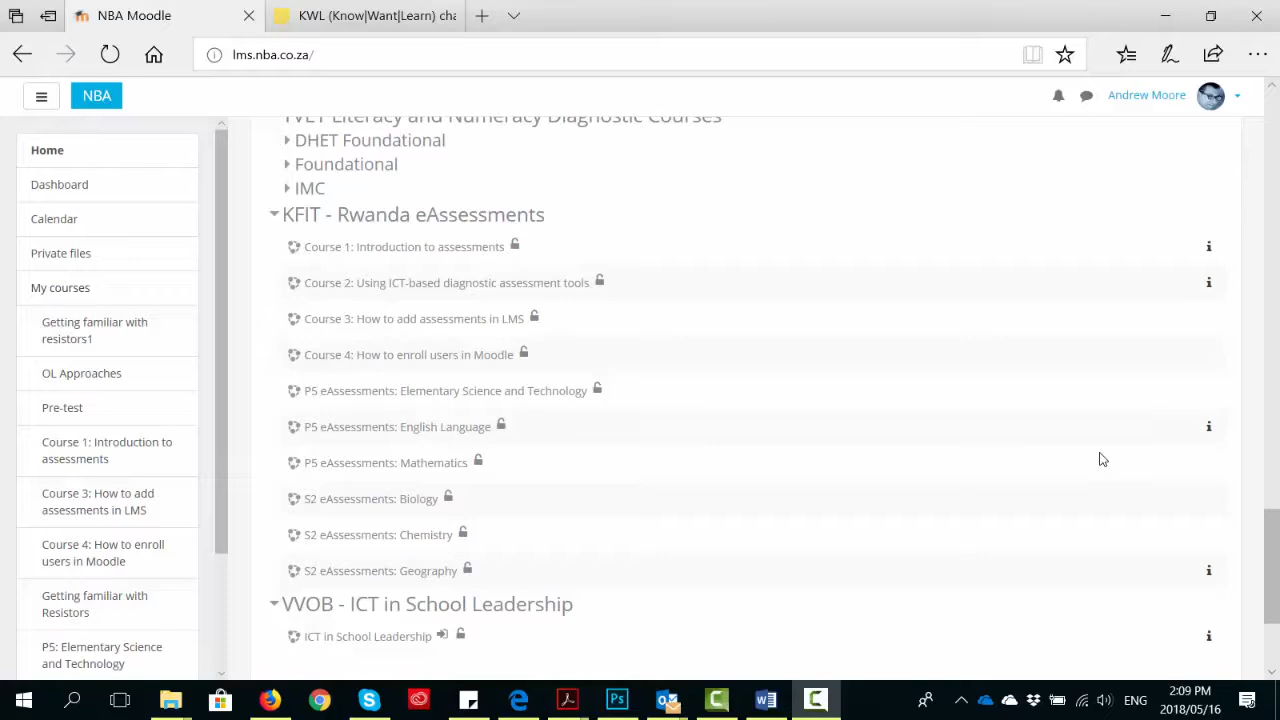 NBA Moodle
KWL (Know|Want|Learn) cha
lms.nba.co.za/
NBA
Andrew Moore
Home
Dashboard
Calendar
Private files
My courses
Getting familiar with
resistors1
OL Approaches
Pre-test
Course 1: Introduction to
assessments
Course 3: How to add
assessments in LMS
Course 4: How to enroll
users in Moodle
Getting familiar with
Resistors
P5: Elementary Science
and Technology
TVET Literacy and Numeracy Diagnostic Courses
DHET Foundational
Foundational
IMC
KFIT - Rwanda eAssessments
Course 1: Introduction to assessments
Course 2: Using ICT-based diagnostic assessment tools
Course 3: How to add assessments in LMS
Course 4: How to enroll users in Moodle
P5 eAssessments: Elementary Science and Technology
P5 eAssessments: English Language
P5 eAssessments: Mathematics
S2 eAssessments: Biology
S2 eAssessments: Chemistry
S2 eAssessments: Geography
VVOB - ICT in School Leadership
ICT in School Leadership
ENG
2:09 PM
2018/05/16